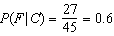 P(F|C) = 27/45 = 0.6